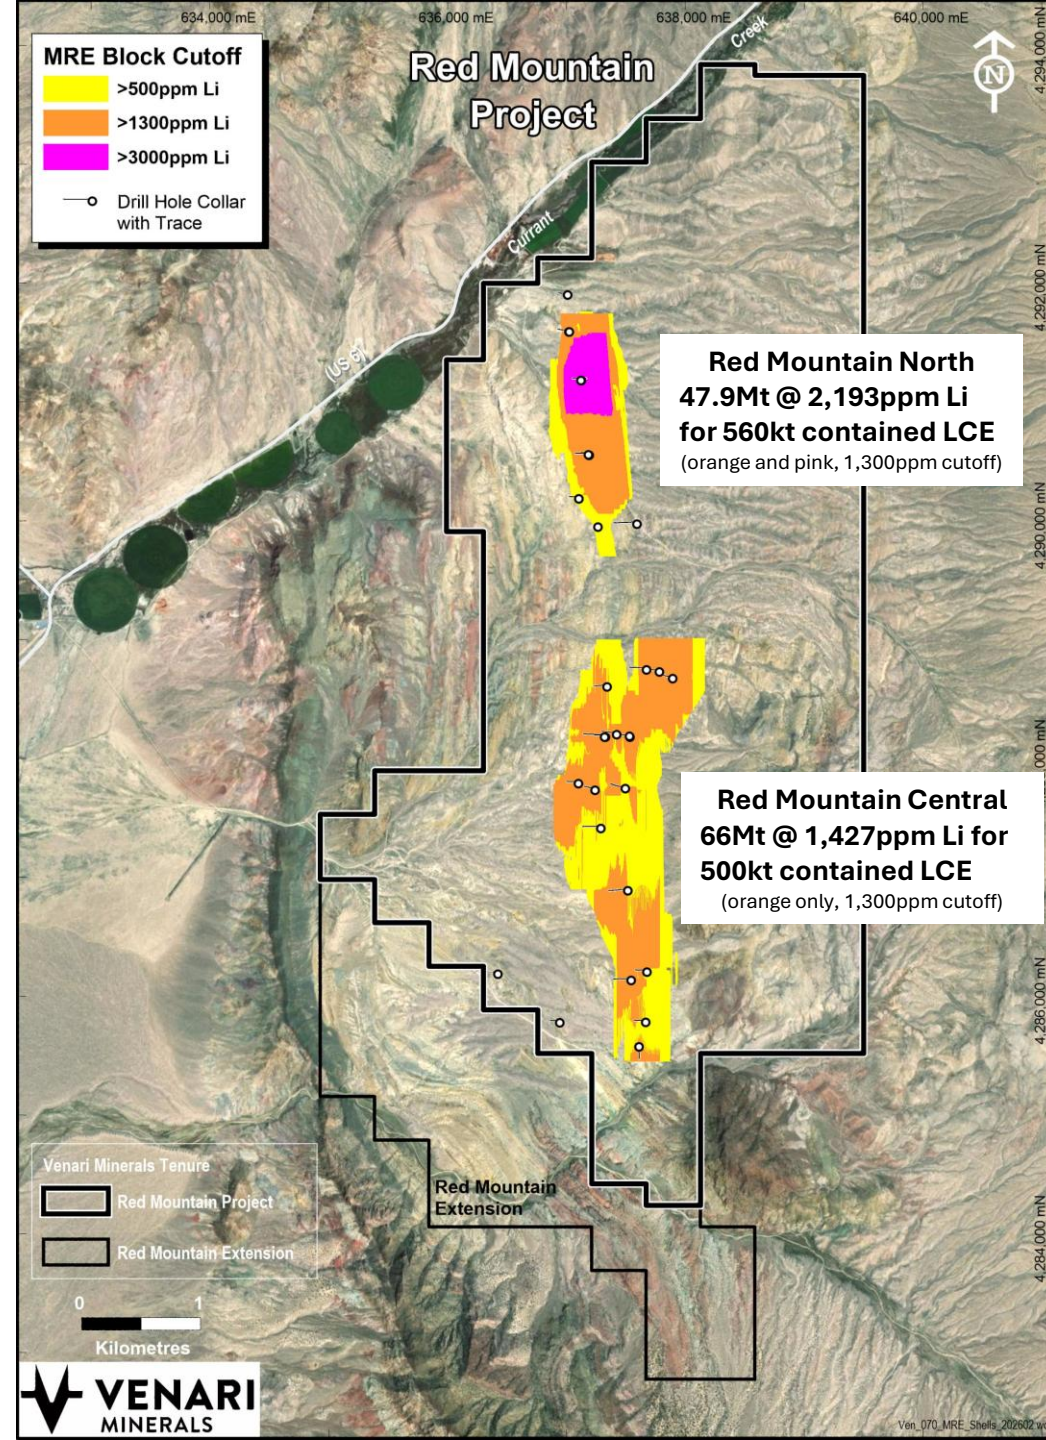 634,000 mE
636,000 mE
638,000 mE
640,000 mE
MRE Block Cutoff
>500ppm Li
>1300ppm Li
>3000ppm Li
Drill Hole Collar
with Trace
Red Mountain
Project
Creek
N
4,294,000 mN
Currant
4,292,000 mN
(US 6)
Red Mountain North
47.9Mt @ 2,193ppm Li
for 560kt contained LCE
(orange and pink, 1,300ppm cutoff)
4,290,000 mN
000 mN
Red Mountain Central
66Mt @ 1,427ppm Li for
500kt contained LCE
(orange only, 1,300ppm cutoff)
4,286,000 mN
Venari Minerals Tenure
Red Mountain Project
Red Mountain Extension
Red Mountain
Extension
4,284,000 mN
0 1
Kilometres
VENARI
MINERALS
Ven_070_MRE_Shells_202602